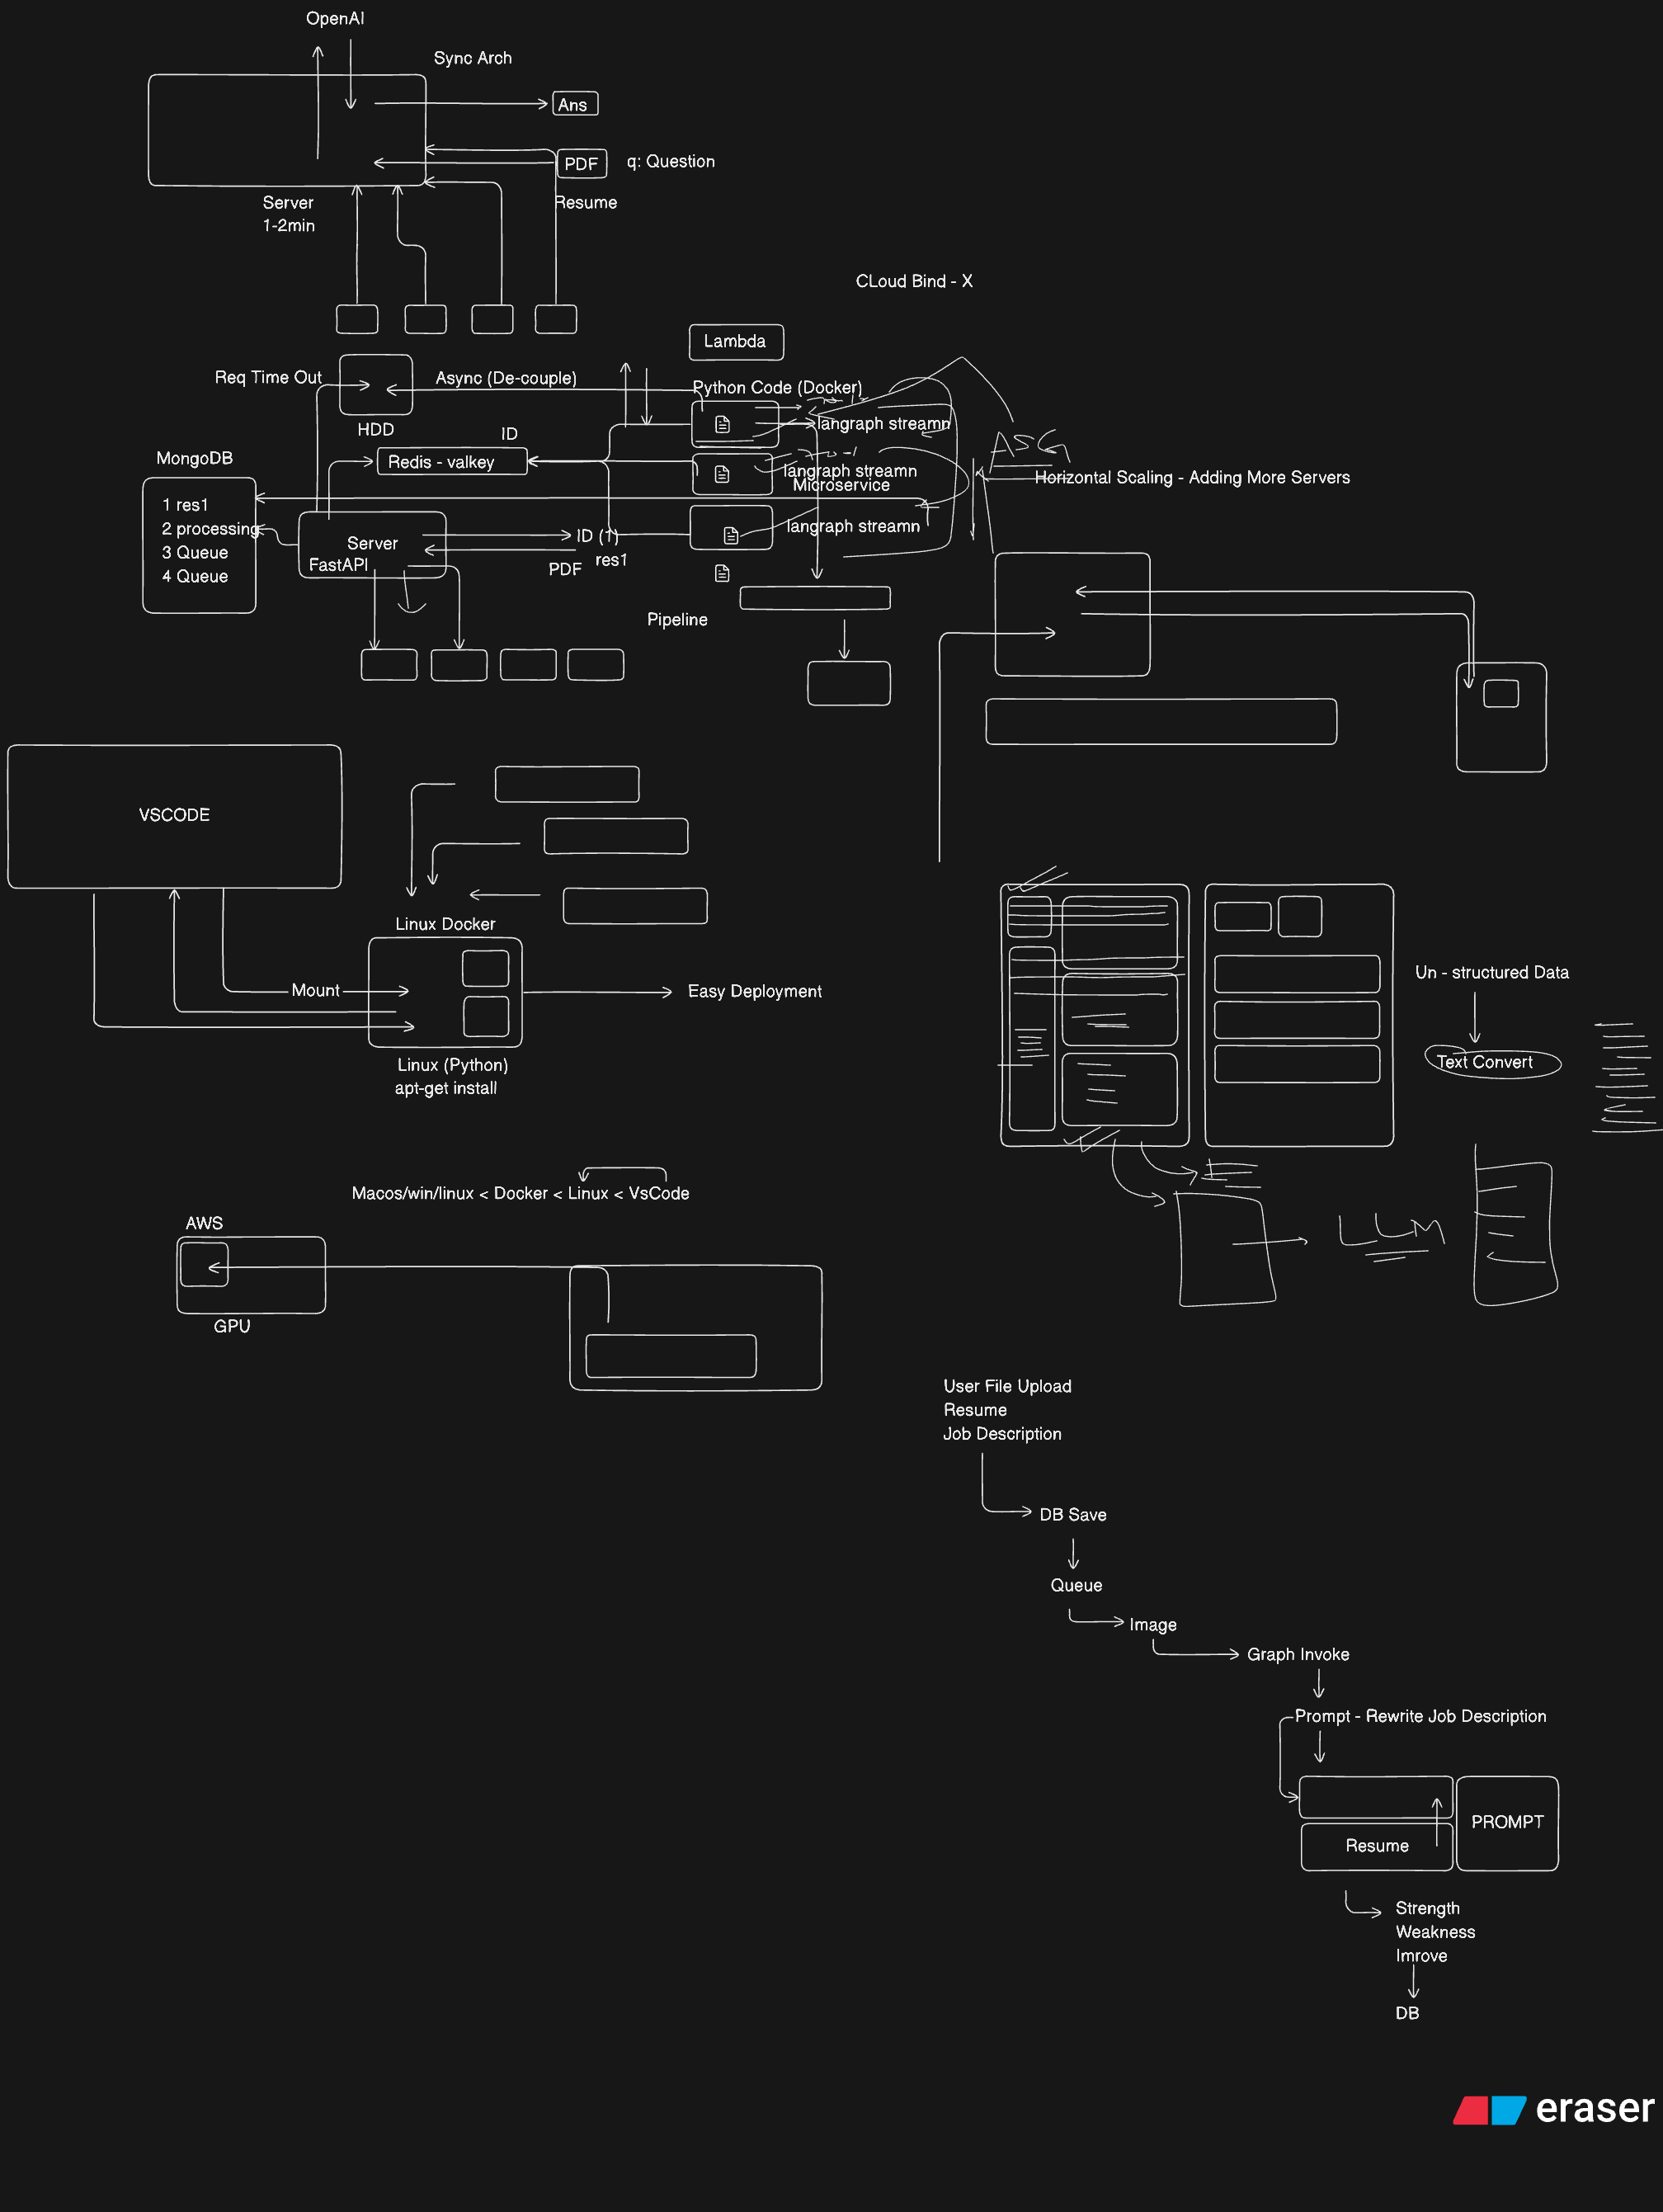 OpenAI
Sync Arch
Ans
PDF
q: Question
Server
1-2min
Resume
CLoud Bind - X
Lambda
Req Time Out
Async (De-couple)
Python Code (Docker)
HDD
langraph streamn
ID
ASG
MongoDB
Redis - valkey
langraph streamn
Microservice
Horizontal Scaling - Adding More Servers
1 res1
2 processing
3 Queue
4 Queue
Server
FastAPI
ID (1)
res1
PDF
langraph streamn
Pipeline
VSCODE
Linux Docker
Mount
Easy Deployment
Linux (Python)
apt-get install
Un - structured Data
Text Convert
LLM
Macos/win/linux < Docker < Linux < VsCode
AWS
GPU
User File Upload
Resume
Job Description
DB Save
Queue
Image
Graph Invoke
Prompt - Rewrite Job Description
PROMPT
Resume
Strength
Weakness
Imrove
DB
eraser